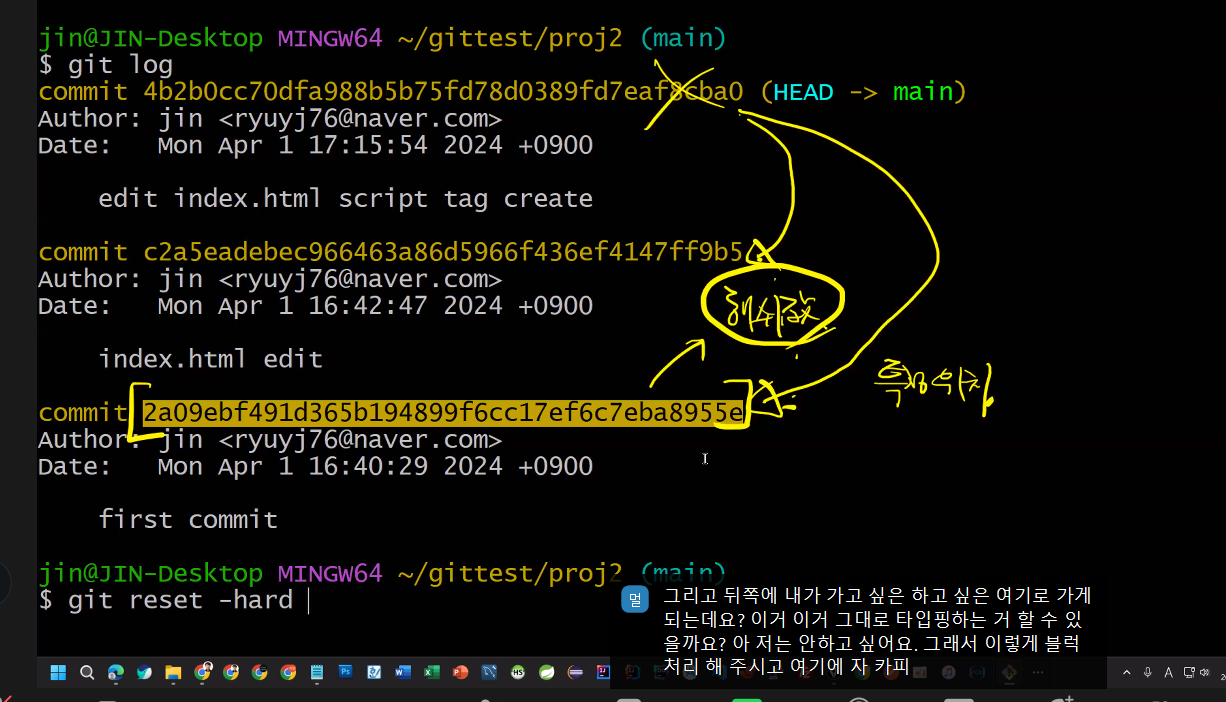 jin@JIN-Desktop MINGW64 ~/gittest/proj2 (main)
$ git log
commit 4b2b0cc70dfa988b5b75fd78d0389fd7eaf8cba0 (HEAD -> main)
Author: jin <ryuyj76@naver.com>
Date:   Mon Apr 1 17:15:54 2024 +0900
edit index.html script tag create
commit c2a5eadebec966463a86d5966f436ef4147ff9b5
Author: jin <ryuyj76@naver.com>
Date:   Mon Apr 1 16:42:47 2024 +0900
index.html edit
commit 2a09ebf491d365b194899f6cc17ef6c7eba8955e
Author: jin <ryuyj76@naver.com>
Date:   Mon Apr 1 16:40:29 2024 +0900
first commit
jin@JIN-Desktop MINGW64 ~/gittest/proj2 (main)
$ git reset -hard
멀
그리고 뒤쪽에 내가 가고 싶은 하고 싶은 여기로 가게
되는데요? 이거 이거 그대로 타입핑하는 거 할 수 있
을까요? 아 저는 안하고 싶어요. 그래서 이렇게 블럭
처리 해 주시고 여기에 자 카피